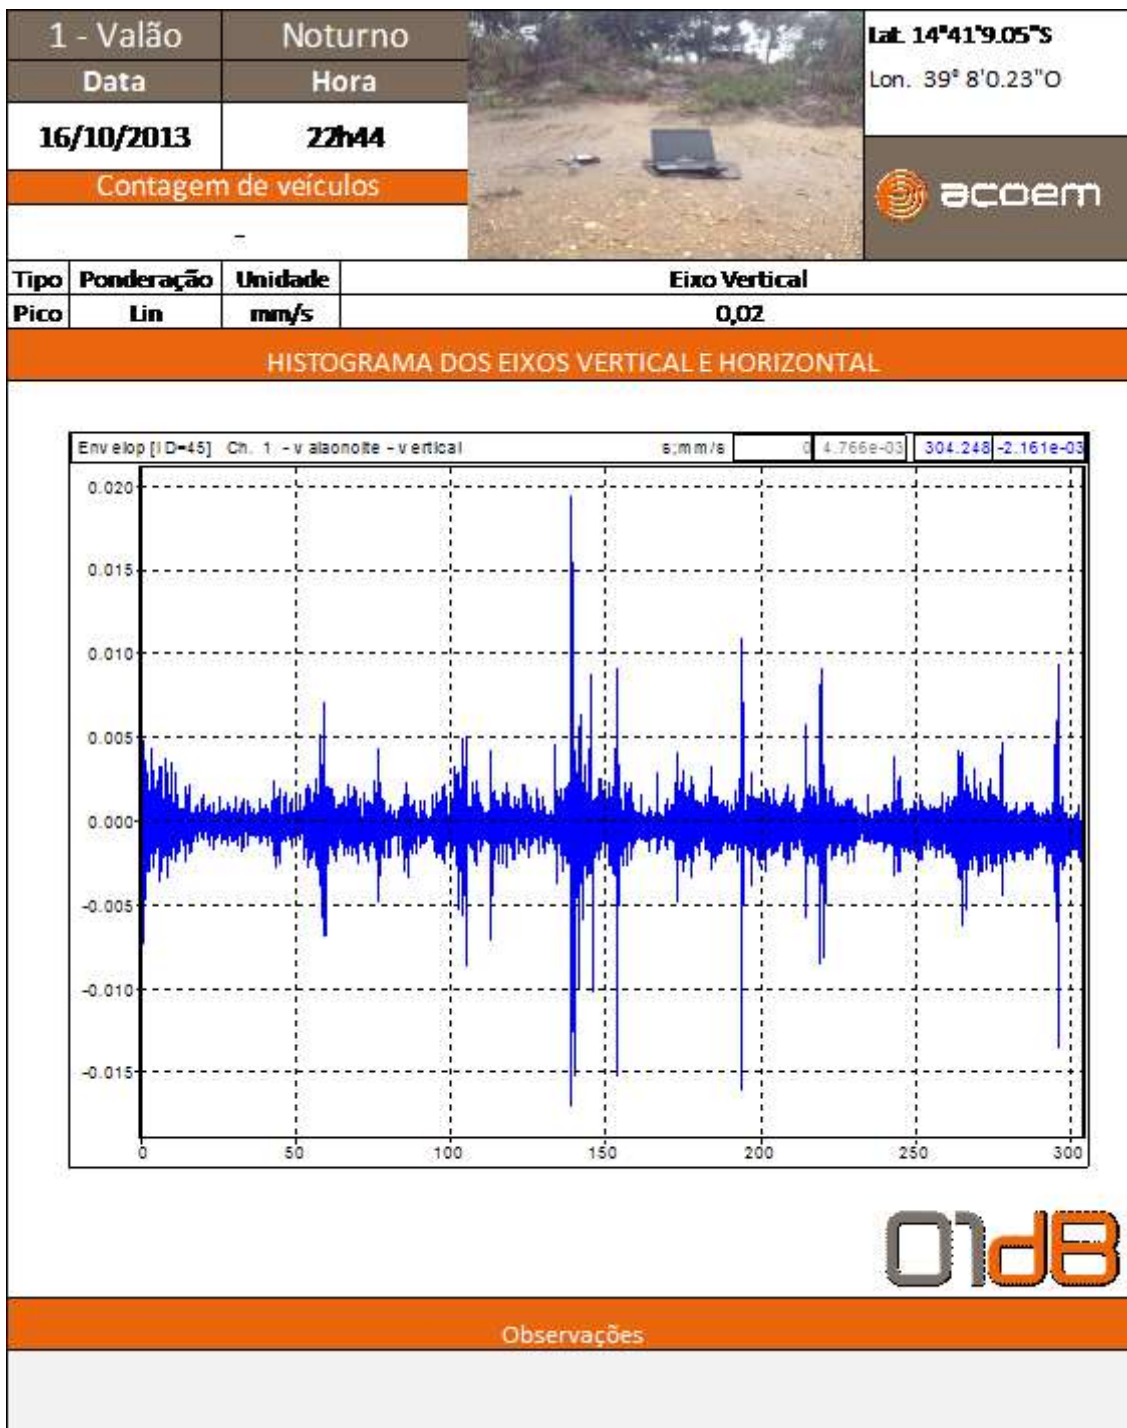 1 - Valão
Noturno
Data
Hora
16/10/2013
22h44
Contagem de veículos
-
Lat. 14°41'9.05"S
Lon. 39° 8'0.23"O
acoem
Tipo Ponderação Unidade Eixo Vertical
Pico Lin mm/s 0,02
HISTOGRAMA DOS EIXOS VERTICAL E HORIZONTAL
Envelop [ID=45] Ch. 1 - valaonoite - vertical s;mm/s 0 4.766e-03 304.248 -2.161e-03
0.020
0.015
0.010
0.005
0.000
-0.005
-0.010
-0.015
0 50 100 150 200 250 300
01dB
Observações